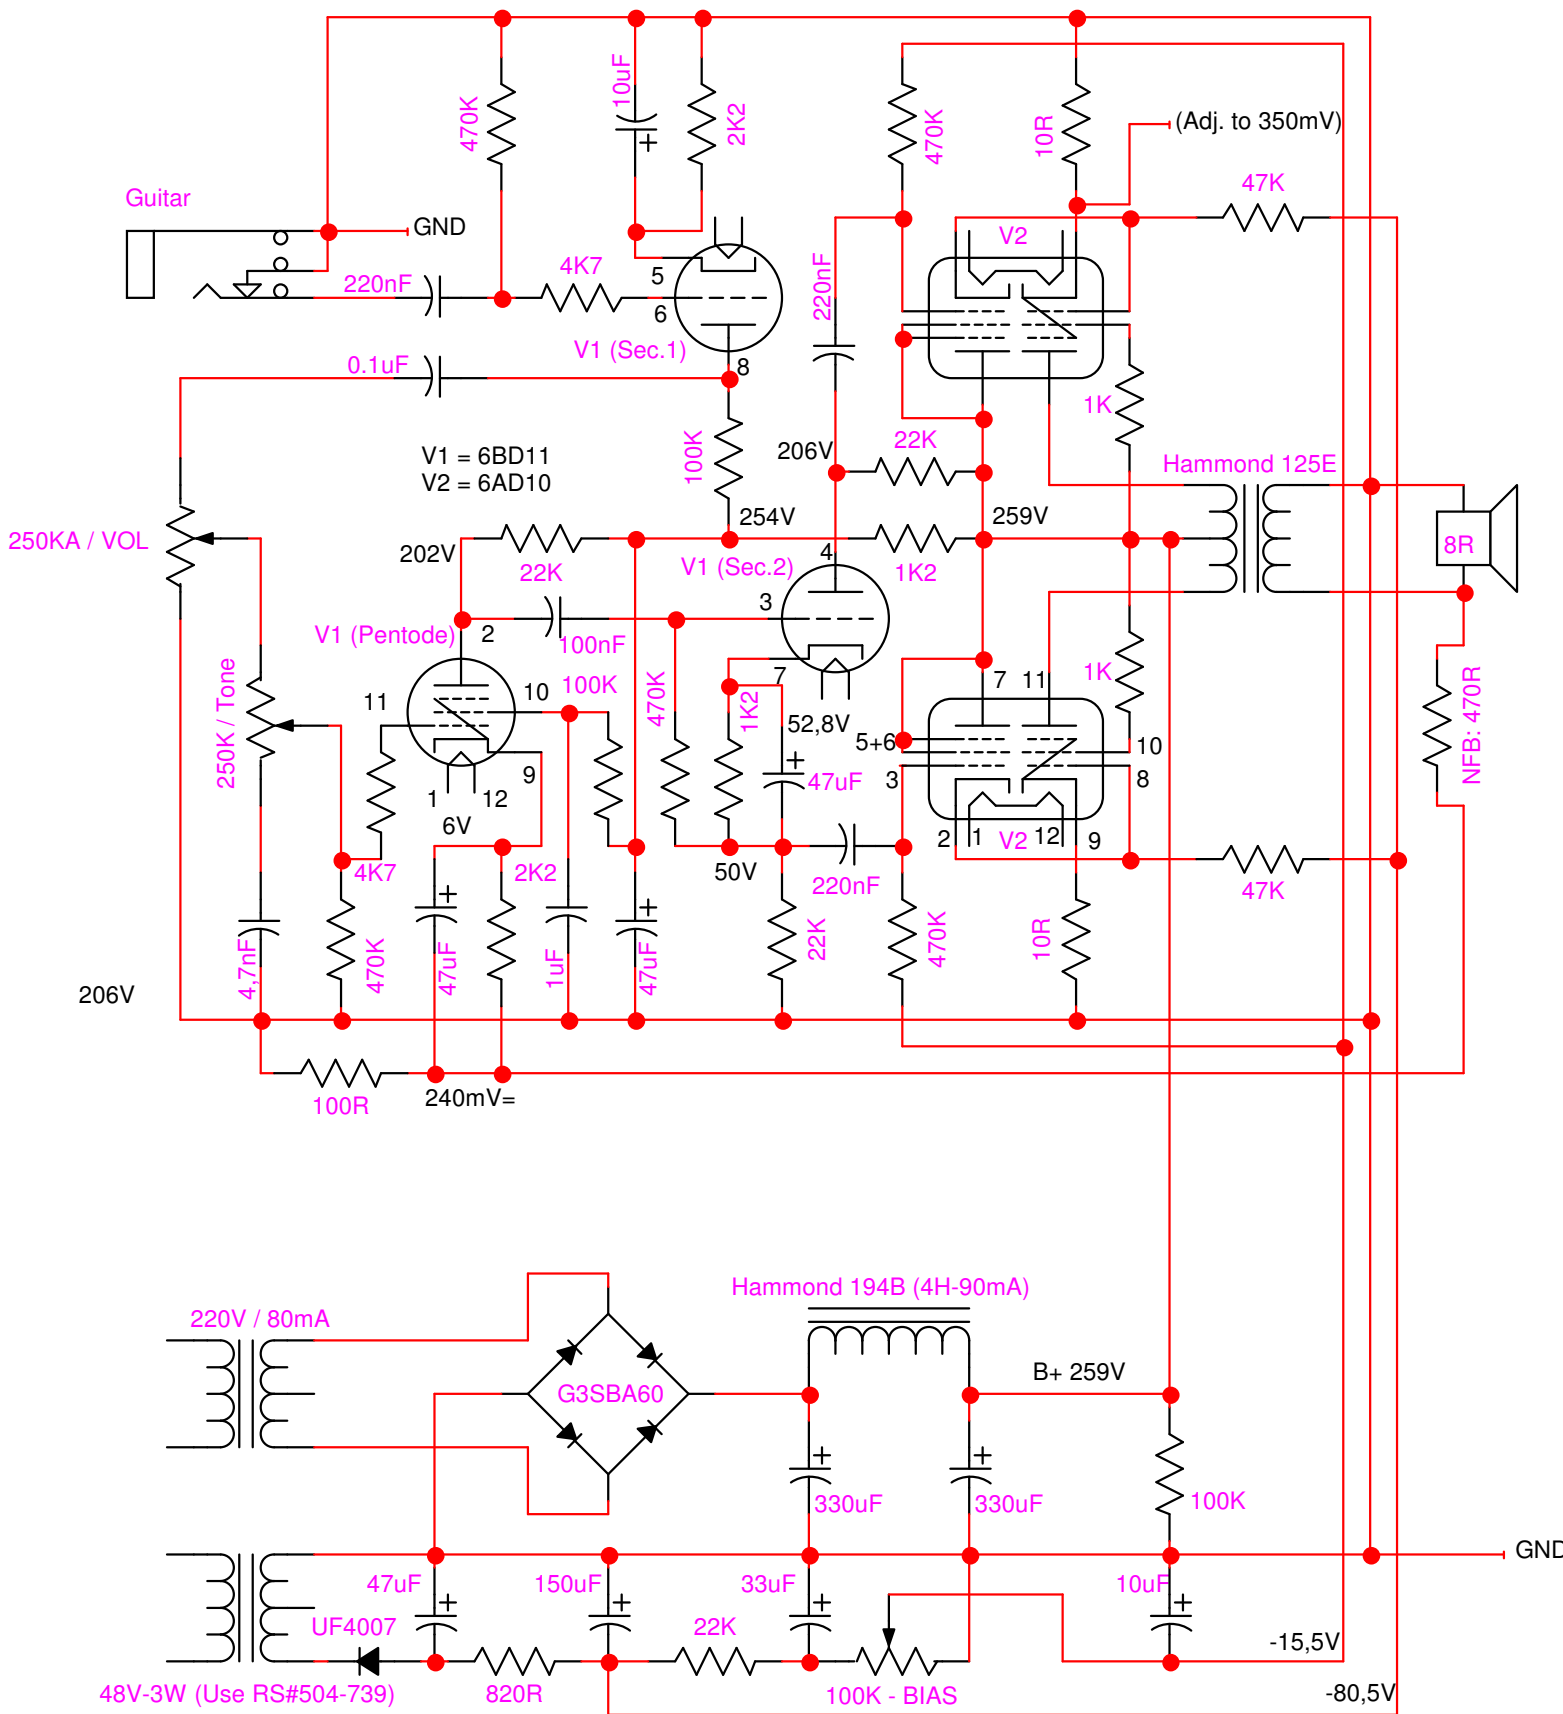 10uF
470K
2K2
470K
10R
(Adj. to 350mV)
47K
Guitar
GND
V2
220nF
4K7
5
220nF
6
V1 (Sec.1)
0.1uF
8
1K
V1 = 6BD11
V2 = 6AD10
100K
206V
22K
Hammond 125E
254V
259V
250KA / VOL
202V
22K
V1 (Sec.2)
4
1K2
8R
3
V1 (Pentode)
2
100nF
7
1K
250K / Tone
11
10
100K
470K
1K2
7
11
52,8V
5+6
10
NFB: 470R
9
47uF
3
8
1
12
6V
2
1
12
V2
9
4K7
2K2
50V
220nF
47K
4,7nF
470K
47uF
1uF
47uF
22K
470K
10R
206V
100R
240mV=
Hammond 194B (4H-90mA)
220V / 80mA
B+ 259V
G3SBA60
330uF
330uF
100K
GND
47uF
150uF
33uF
10uF
UF4007
22K
-15,5V
48V-3W (Use RS#504-739)
820R
100K - BIAS
-80,5V